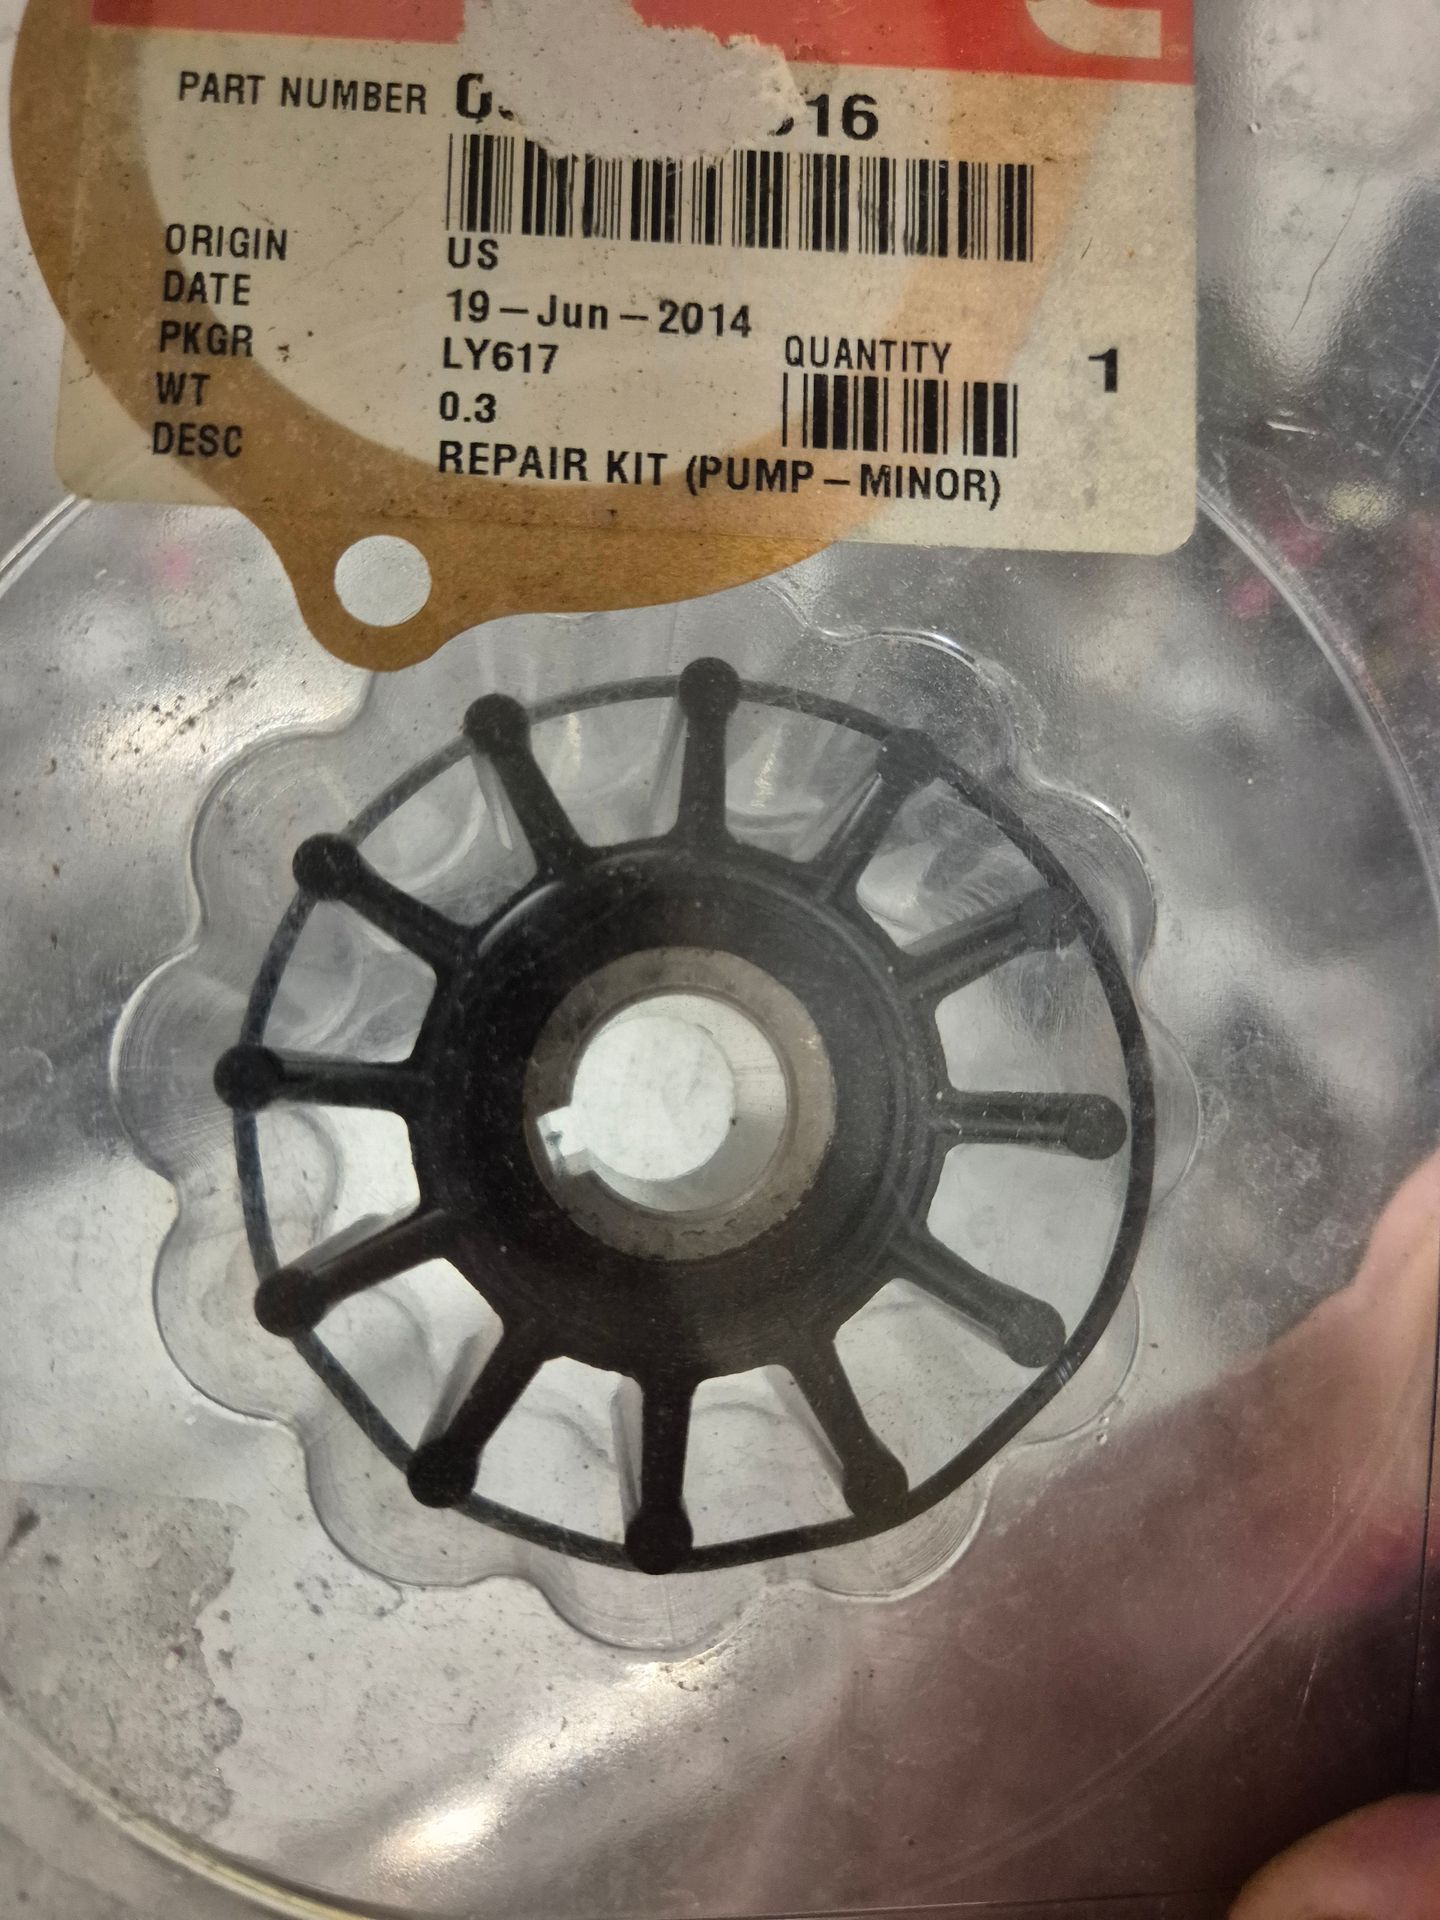 PART NUMBER 16
ORIGIN US
DATE 19-Jun-2014
PKGR LY617 QUANTITY 1
WT 0.3
DESC REPAIR KIT (PUMP-MINOR)